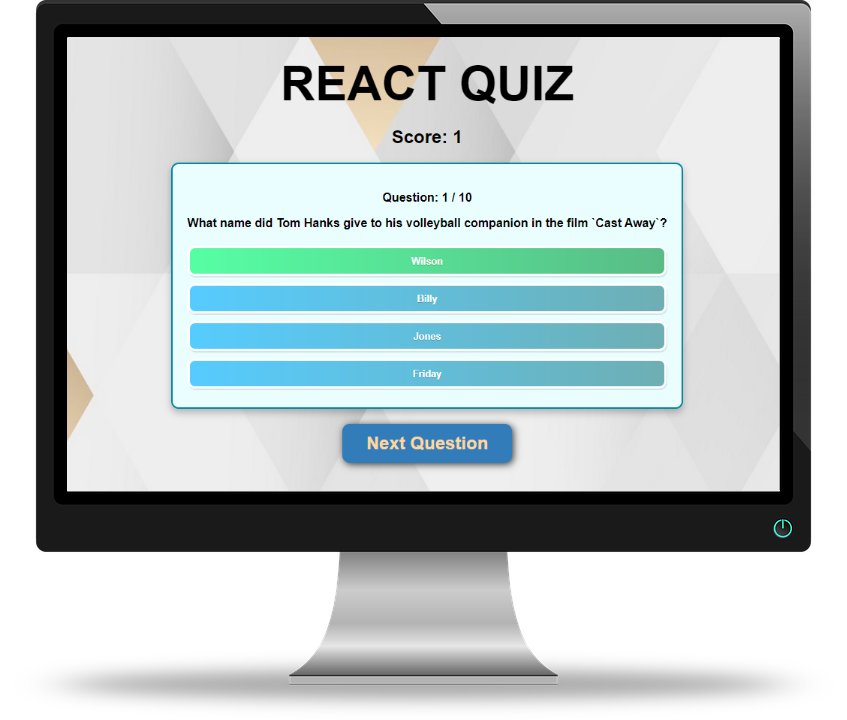 REACT QUIZ
Score: 1
Question: 1 / 10
What name did Tom Hanks give to his volleyball companion in the film `Cast Away`?
Wilson
Billy
Jones
Friday
Next Question